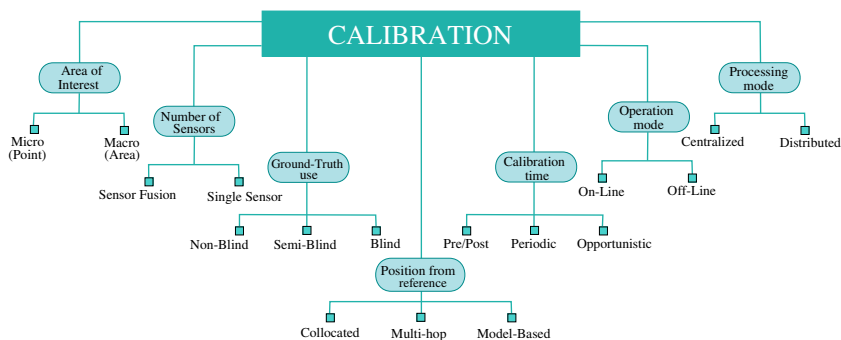 CALIBRATION
Area of
Interest
Micro
(Point)
Macro
(Area)
Number of
Sensors
Sensor Fusion
Single Sensor
Ground-Truth
use
Non-Blind
Semi-Blind
Blind
Position from
reference
Collocated
Multi-hop
Model-Based
Calibration
time
Pre/Post
Periodic
Opportunistic
Operation
mode
On-Line
Off-Line
Processing
mode
Centralized
Distributed